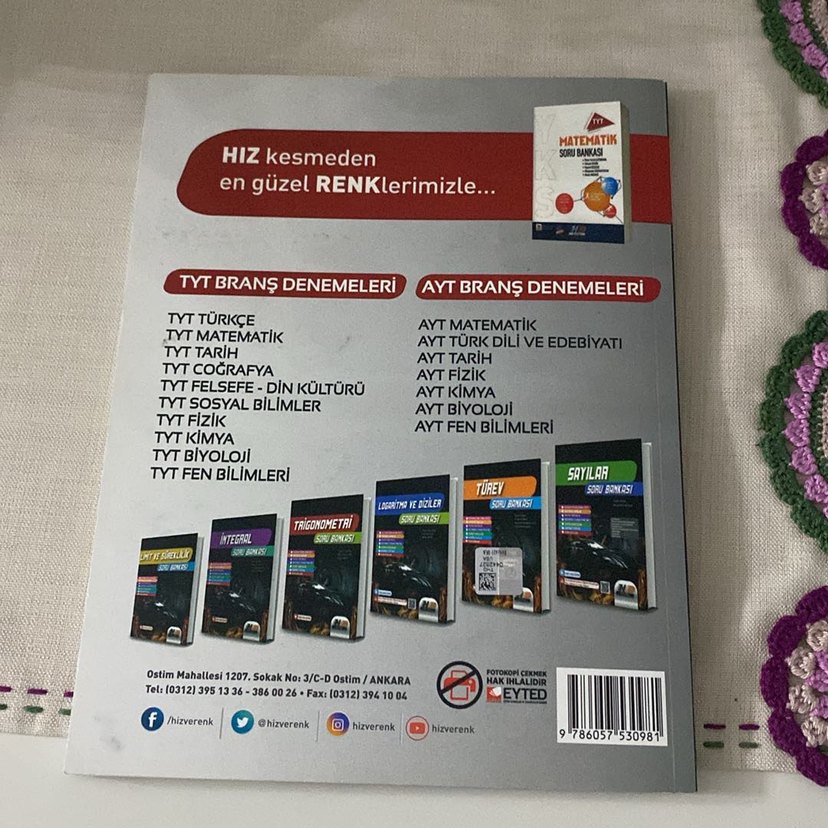 HIZ kesmeden
en güzel RENKlerimizle...
TYT
MATEMATİK
SORU BANKASI
YKS
TYT BRANŞ DENEMELERİ
TYT TÜRKÇE
TYT MATEMATİK
TYT TARİH
TYT COĞRAFYA
TYT FELSEFE - DİN KÜLTÜRÜ
TYT SOSYAL BİLİMLER
TYT FİZİK
TYT KİMYA
TYT BİYOLOJİ
TYT FEN BİLİMLERİ
AYT BRANŞ DENEMELERİ
AYT MATEMATİK
AYT TÜRK DİLİ VE EDEBİYATI
AYT TARİH
AYT FİZİK
AYT KİMYA
AYT BİYOLOJİ
AYT FEN BİLİMLERİ
LİMİT VE SÜREKLİLİK
SORU BANKASI
İNTEGRAL
SORU BANKASI
TRİGONOMETRİ
SORU BANKASI
LOGARİTMA VE DİZİLER
SORU BANKASI
TÜREV
SORU BANKASI
SAYILAR
SORU BANKASI
Ostim Mahallesi 1207. Sokak No: 3/C-D Ostim / ANKARA
Tel: (0312) 395 13 36 - 386 00 26 • Fax: (0312) 394 10 04
/hizverenk
@hizverenk
hizverenk
hizverenk
FOTOKOPİ ÇEKMEK
HAK İHLALİDİR
EYTED
9 786057 530981